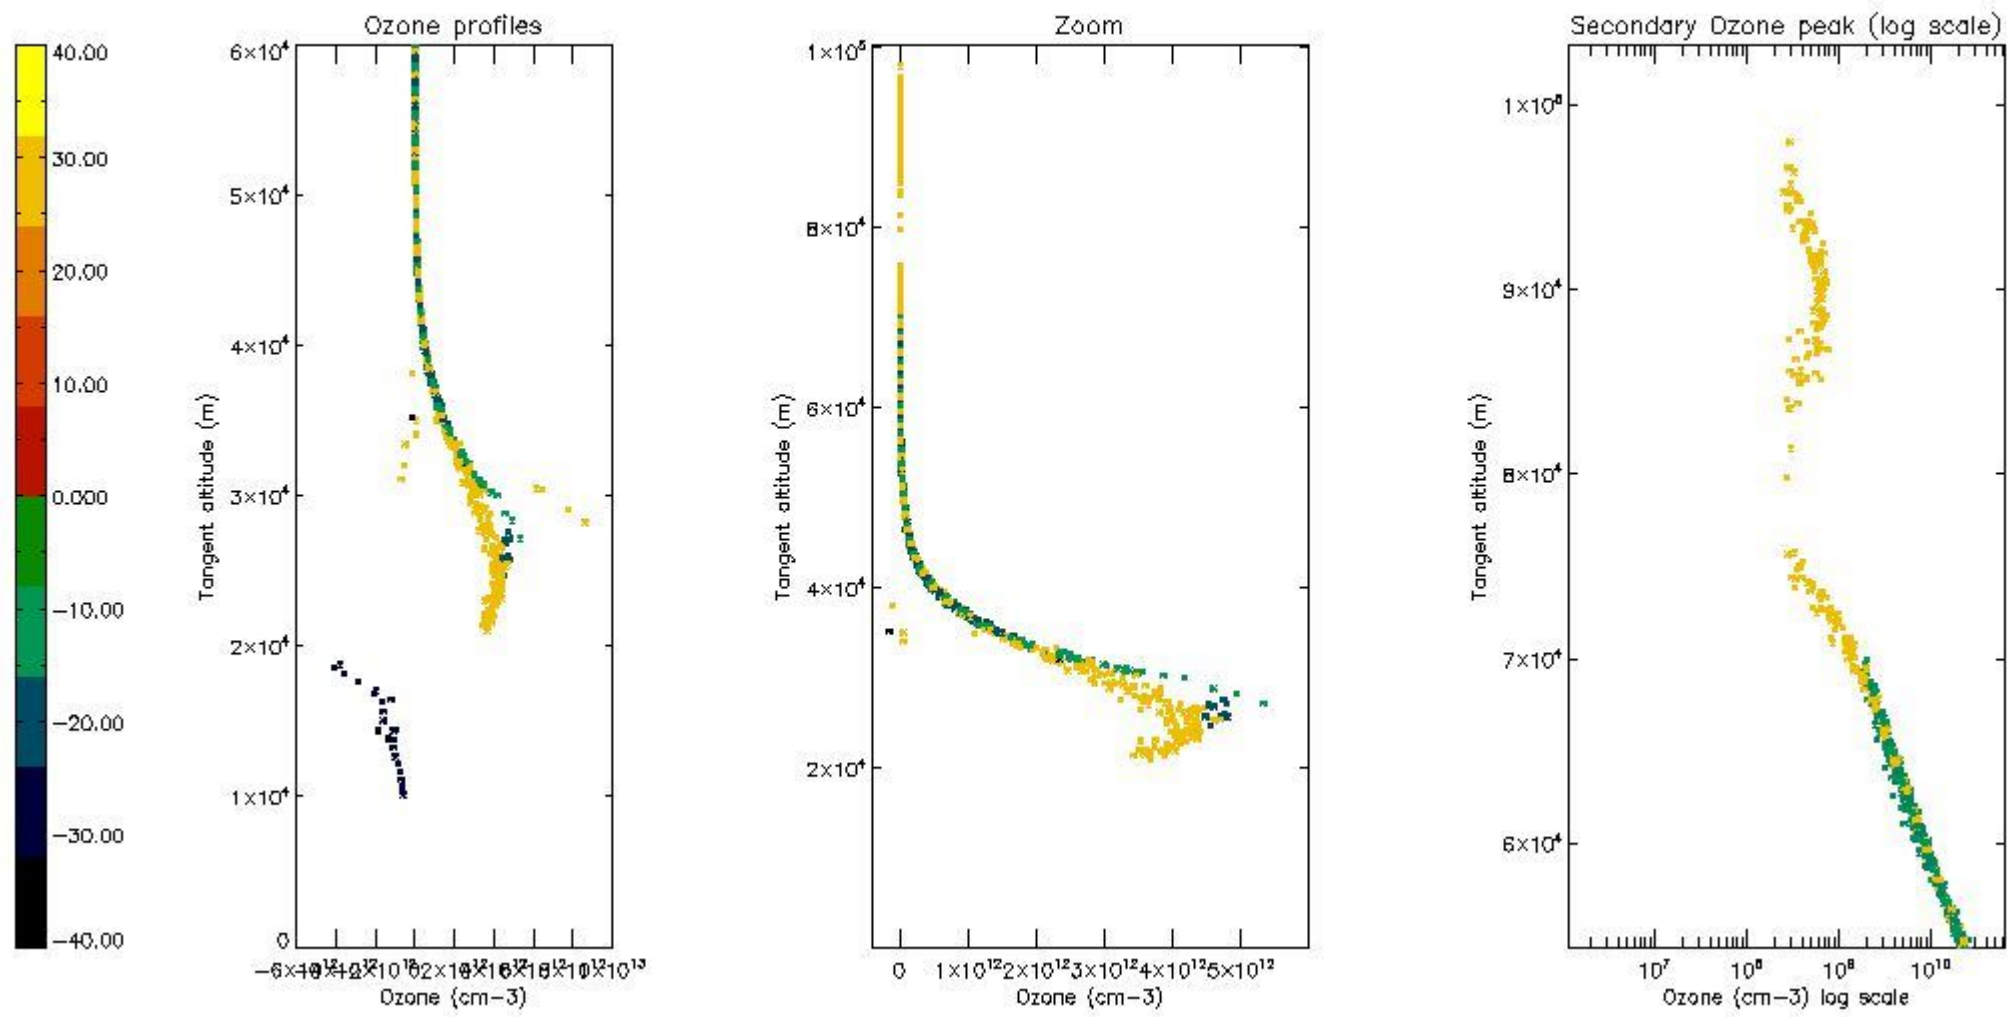 Ozone profiles
Zoom
Secondary Ozone peak (log scale)
40.00
30.00
20.00
10.00
0.000
−10.00
−20.00
−30.00
−40.00
6×10⁴
5×10⁴
4×10⁴
3×10⁴
2×10⁴
1×10⁴
0
Tangent altitude (m)
Ozone (cm−3)
1×10⁵
8×10⁴
6×10⁴
4×10⁴
2×10⁴
Tangent altitude (m)
0 1×10¹² 2×10¹² 3×10¹² 4×10¹² 5×10¹²
Ozone (cm−3)
9×10⁴
8×10⁴
7×10⁴
6×10⁴
Tangent altitude (m)
10⁷ 10⁸ 10⁹ 10¹⁰
Ozone (cm−3) log scale